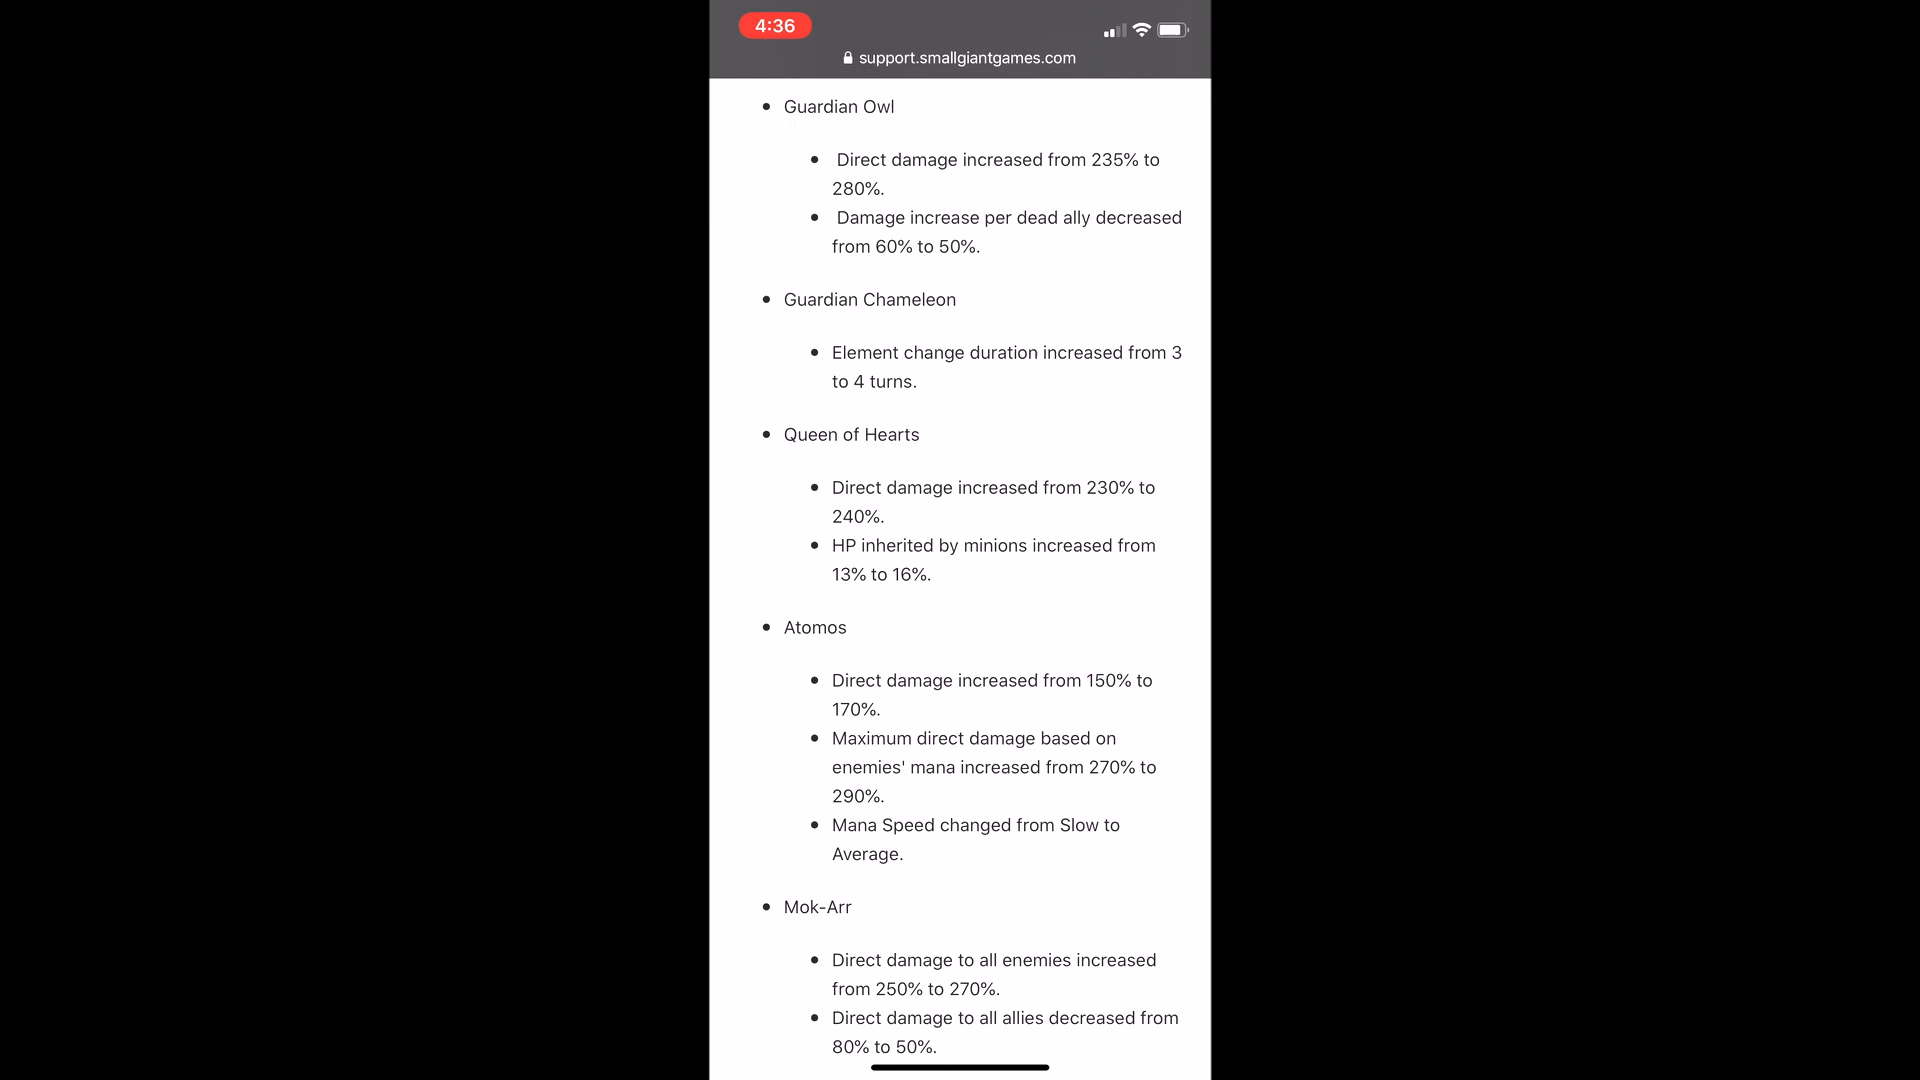 4:36
support.smallgiantgames.com
Guardian Owl
Direct damage increased from 235% to
280%.
Damage increase per dead ally decreased
from 60% to 50%.
Guardian Chameleon
Element change duration increased from 3
to 4 turns.
Queen of Hearts
Direct damage increased from 230% to
240%.
HP inherited by minions increased from
13% to 16%.
Atomos
Direct damage increased from 150% to
170%.
Maximum direct damage based on
enemies' mana increased from 270% to
290%.
Mana Speed changed from Slow to
Average.
Mok-Arr
Direct damage to all enemies increased
from 250% to 270%.
Direct damage to all allies decreased from
80% to 50%.